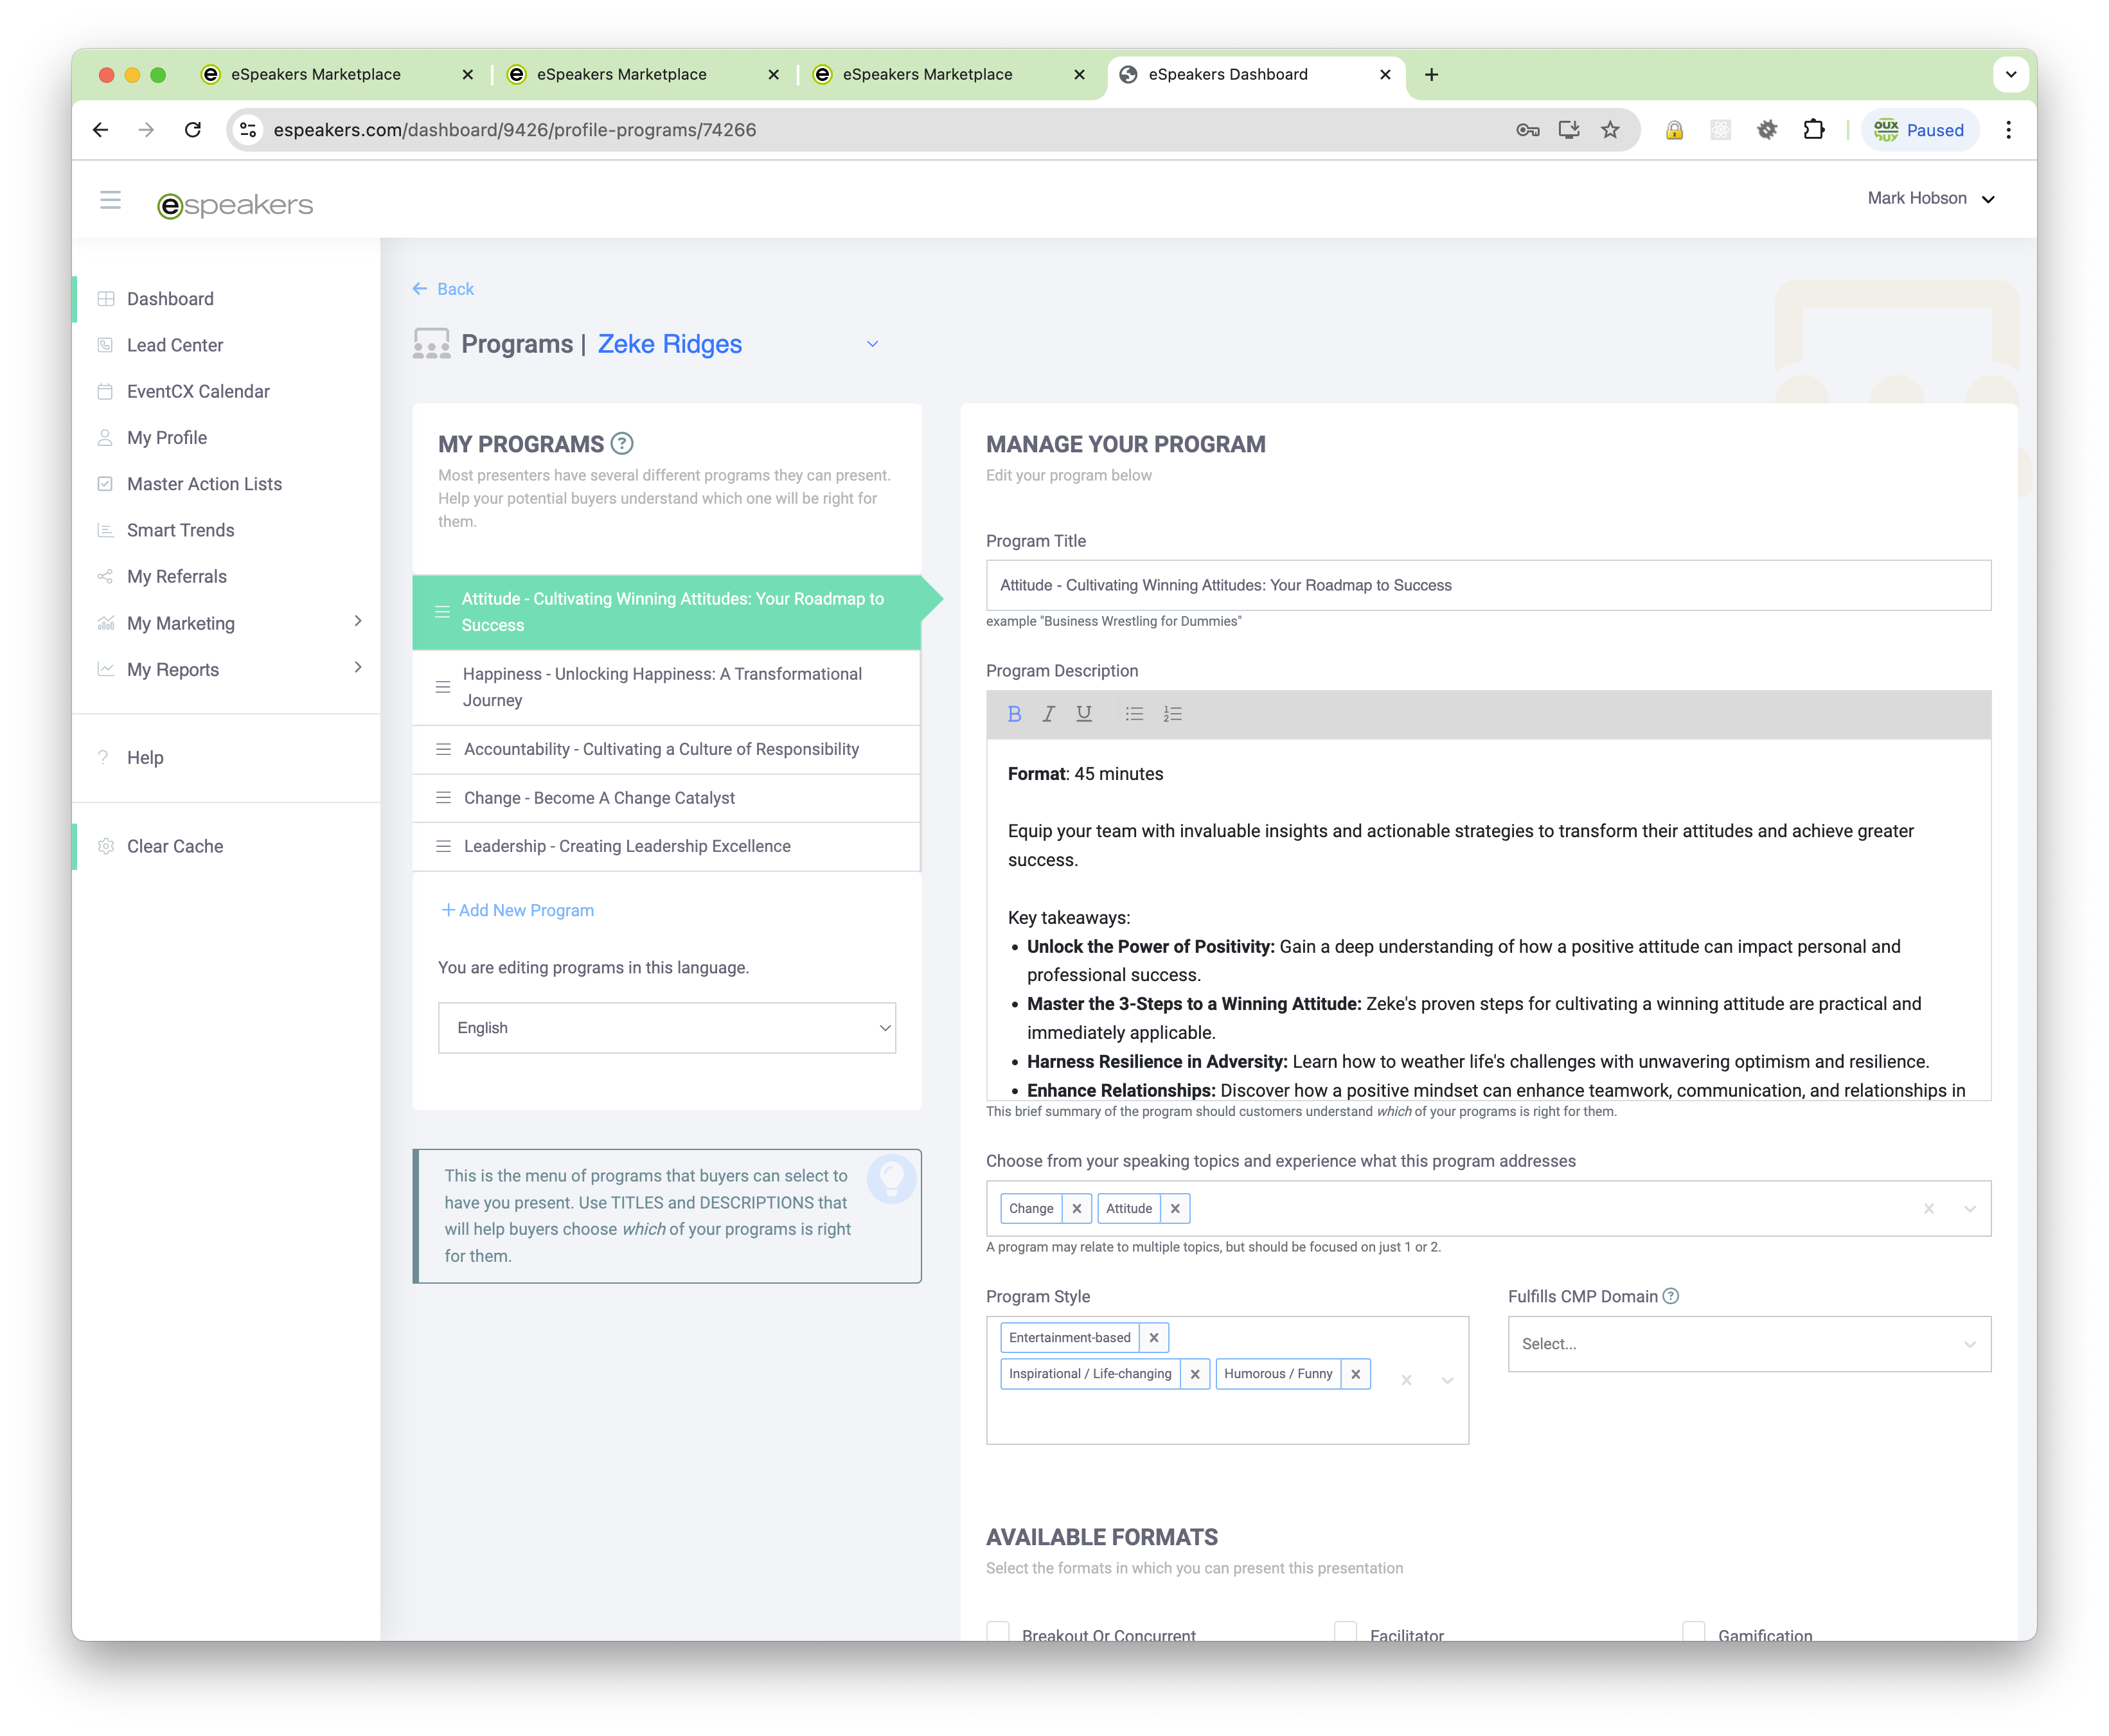 eSpeakers Marketplace
eSpeakers Marketplace
eSpeakers Marketplace
eSpeakers Dashboard
espeakers.com/dashboard/9426/profile-programs/74266
Paused
espeakers
Mark Hobson
Dashboard
Lead Center
EventCX Calendar
My Profile
Master Action Lists
Smart Trends
My Referrals
My Marketing
My Reports
Help
Clear Cache
Back
Programs | Zeke Ridges
MY PROGRAMS
Most presenters have several different programs they can present.
Help your potential buyers understand which one will be right for
them.
Attitude - Cultivating Winning Attitudes: Your Roadmap to
Success
Happiness - Unlocking Happiness: A Transformational
Journey
Accountability - Cultivating a Culture of Responsibility
Change - Become A Change Catalyst
Leadership - Creating Leadership Excellence
+ Add New Program
You are editing programs in this language.
English
This is the menu of programs that buyers can select to
have you present. Use TITLES and DESCRIPTIONS that
will help buyers choose which of your programs is right
for them.
MANAGE YOUR PROGRAM
Edit your program below
Program Title
Attitude - Cultivating Winning Attitudes: Your Roadmap to Success
example "Business Wrestling for Dummies"
Program Description
B I U
Format: 45 minutes
Equip your team with invaluable insights and actionable strategies to transform their attitudes and achieve greater
success.
Key takeaways:
• Unlock the Power of Positivity: Gain a deep understanding of how a positive attitude can impact personal and
professional success.
• Master the 3-Steps to a Winning Attitude: Zeke's proven steps for cultivating a winning attitude are practical and
immediately applicable.
• Harness Resilience in Adversity: Learn how to weather life's challenges with unwavering optimism and resilience.
• Enhance Relationships: Discover how a positive mindset can enhance teamwork, communication, and relationships in
This brief summary of the program should customers understand which of your programs is right for them.
Choose from your speaking topics and experience what this program addresses
Change
Attitude
A program may relate to multiple topics, but should be focused on just 1 or 2.
Program Style
Entertainment-based
Inspirational / Life-changing
Humorous / Funny
Fulfills CMP Domain
Select...
AVAILABLE FORMATS
Select the formats in which you can present this presentation
Breakout Or Concurrent
Facilitator
Gamification